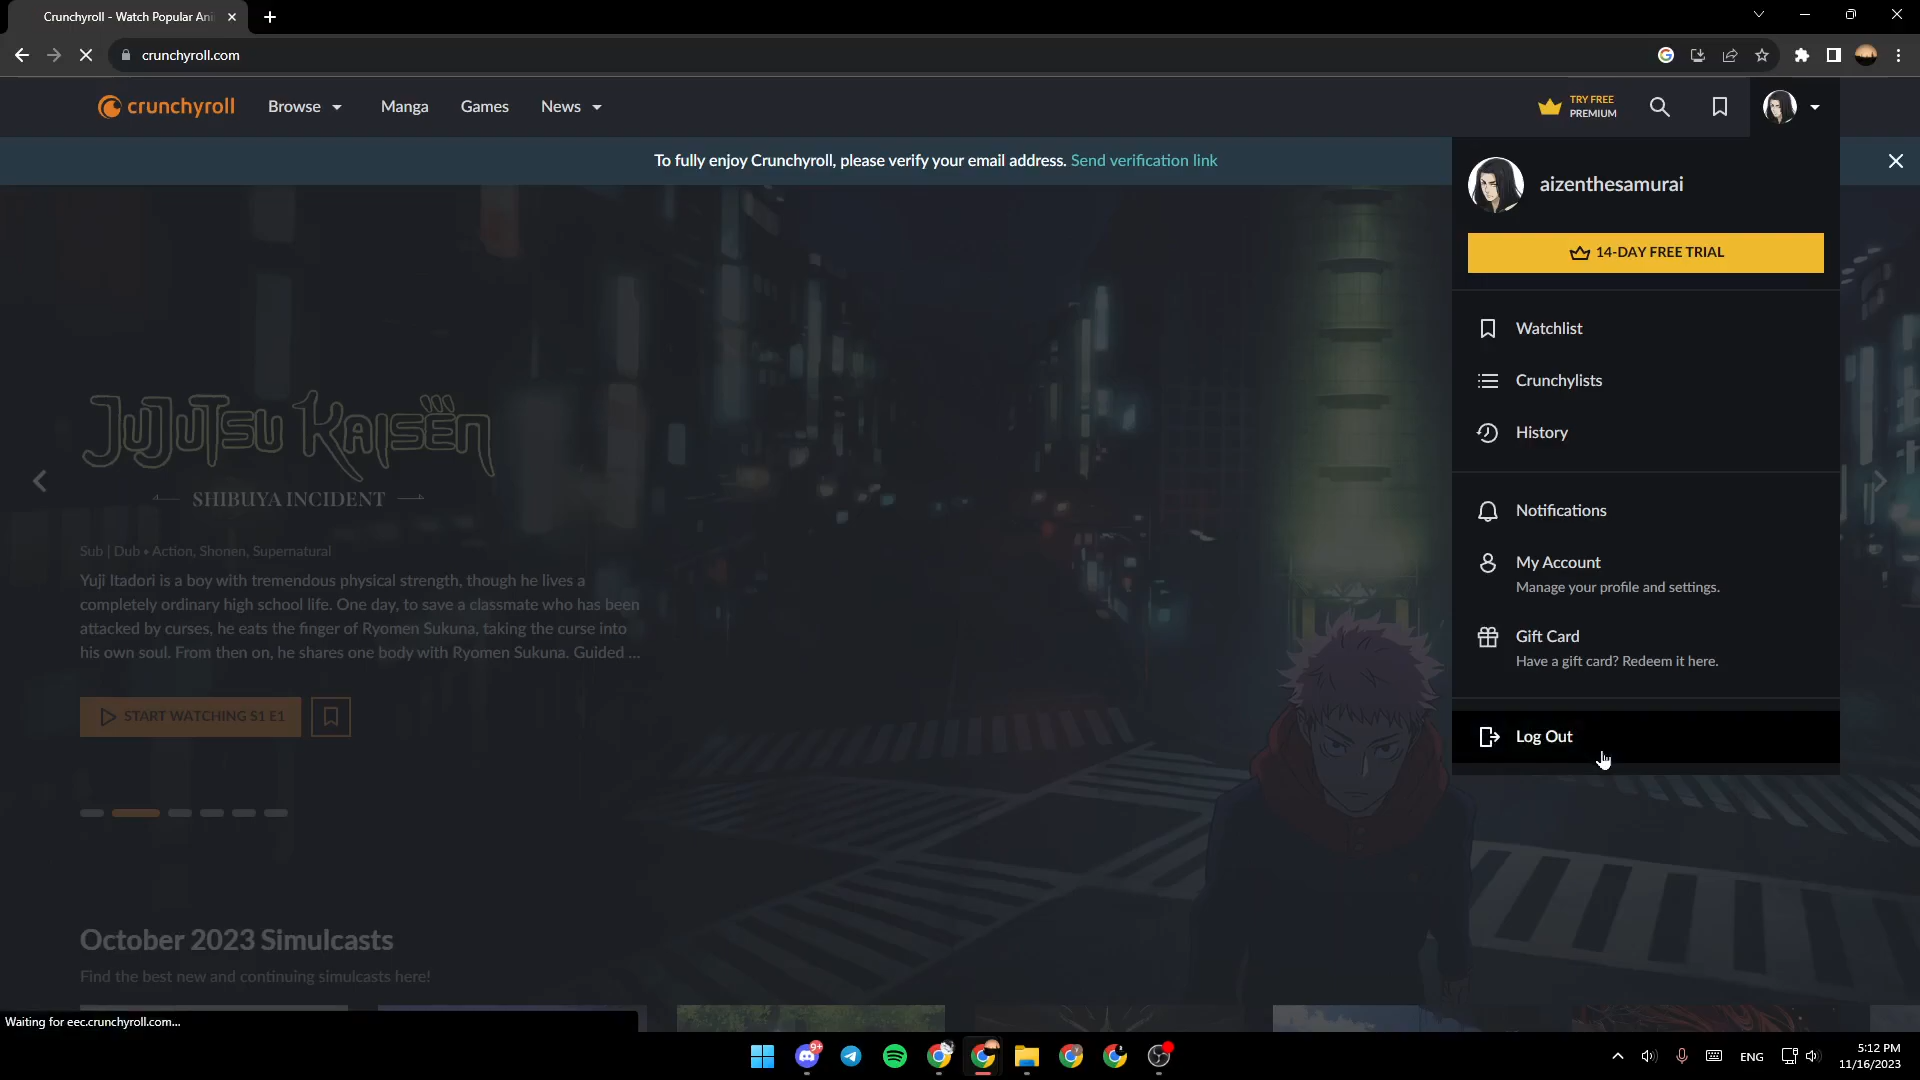 Crunchyroll - Watch Popular Ani
crunchyroll.com
crunchyroll
Browse
Manga
Games
News
TRY FREE
PREMIUM
To fully enjoy Crunchyroll, please verify your email address. Send verification link
aizenthesamurai
14-DAY FREE TRIAL
Watchlist
Crunchylists
History
Notifications
My Account
Manage your profile and settings.
Gift Card
Have a gift card? Redeem it here.
Log Out
JUJUTSU KAISEN
SHIBUYA INCIDENT
Sub | Dub • Action, Shonen, Supernatural
Yuji Itadori is a boy with tremendous physical strength, though he lives a
completely ordinary high school life. One day, to save a classmate who has been
attacked by curses, he eats the finger of Ryomen Sukuna, taking the curse into
his own soul. From then on, he shares one body with Ryomen Sukuna. Guided ...
START WATCHING S1 E1
October 2023 Simulcasts
Find the best new and continuing simulcasts here!
Waiting for eec.crunchyroll.com...
9+
ENG
5:12 PM
11/16/2023